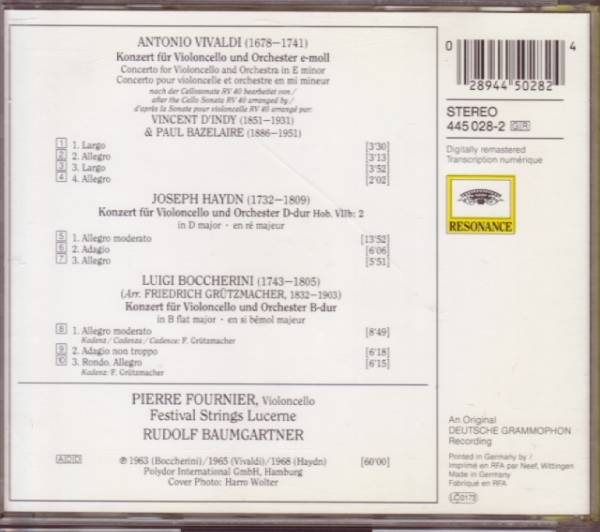 ANTONIO VIVALDI (1678—1741)
Konzert für Violoncello und Orchester e-moll
Concerto for Violoncello and Orchestra in E minor
Concerto pour violoncelle et orchestre en mi mineur
nach der Cellosonate RV 40 bearbeitet von/
after the Cello Sonata RV 40 arranged by/
d'après la Sonate pour violoncelle RV 40 arrangé par:
VINCENT D'INDY (1851—1931)
& PAUL BAZELAIRE (1886—1951)
1 1. Largo [3'30]
2 2. Allegro [3'13]
3 3. Largo [3'52]
4 4. Allegro [2'02]
JOSEPH HAYDN (1732—1809)
Konzert für Violoncello und Orchester D-dur Hob. VIIb: 2
in D major - en ré majeur
5 1. Allegro moderato [13'52]
6 2. Adagio [6'06]
7 3. Allegro [5'51]
LUIGI BOCCHERINI (1743—1805)
(Arr. FRIEDRICH GRÜTZMACHER, 1832—1903)
Konzert für Violoncello und Orchester B-dur
in B flat major - en si bémol majeur
8 1. Allegro moderato [8'49]
Kadenz / Cadenza / Cadence: F. Grützmacher
9 2. Adagio non troppo [6'18]
10 3. Rondo. Allegro [6'15]
Kadenz: F. Grützmacher
PIERRE FOURNIER, Violoncello
Festival Strings Lucerne
RUDOLF BAUMGARTNER
ADD ℗ 1963 (Boccherini)/1965 (Vivaldi)/1968 (Haydn) [60'00]
Polydor International GmbH, Hamburg
Cover Photo: Harro Wolter
0 4
28944 50282
STEREO
445 028-2 GR
Digitally remastered
Transcription numérique
Deutsche
Grammophon
RESONANCE
An Original
DEUTSCHE GRAMMOPHON
Recording
Printed in Germany by /
imprimé en RFA par Neef, Wittingen
Made in Germany
Fabriqué en RFA
LC0173